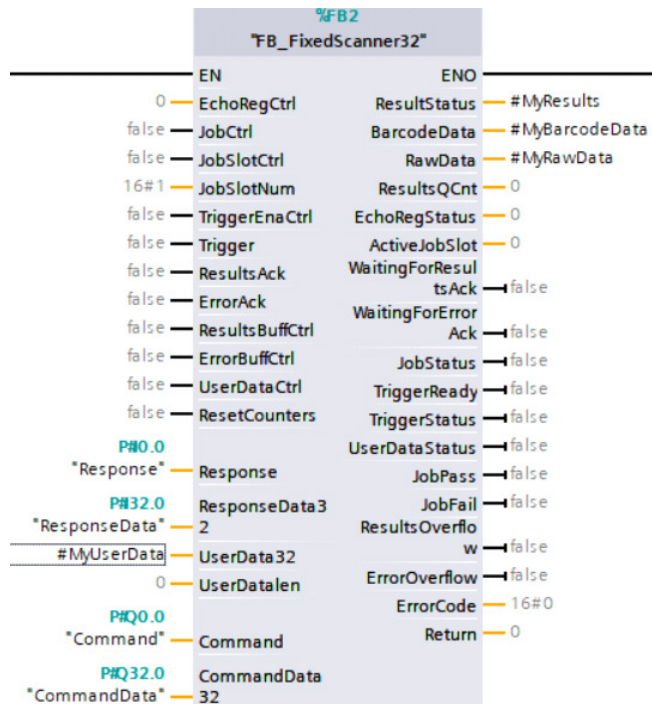 %FB2
"FB_FixedScanner32"
EN ENO
0 EchoRegCtrl ResultStatus #MyResults
false JobCtrl BarcodeData #MyBarcodeData
false JobSlotCtrl RawData #MyRawData
16#1 JobSlotNum ResultsQCnt 0
false TriggerEnaCtrl EchoRegStatus 0
false Trigger ActiveJobSlot 0
false ResultsAck WaitingForResul
tsAck false
false ErrorAck WaitingForError
Ack false
false ResultsBuffCtrl
false ErrorBuffCtrl JobStatus false
false UserDataCtrl TriggerReady false
false ResetCounters TriggerStatus false
P#I0.0 UserDataStatus false
"Response" Response JobPass false
P#I32.0 ResponseData3 JobFail false
"ResponseData" 2 ResultsOverflo
w false
#MyUserData UserData32
0 UserDatalen ErrorOverflow false
ErrorCode 16#0
P#Q0.0
"Command" Command Return 0
P#Q32.0 CommandData
"CommandData" 32